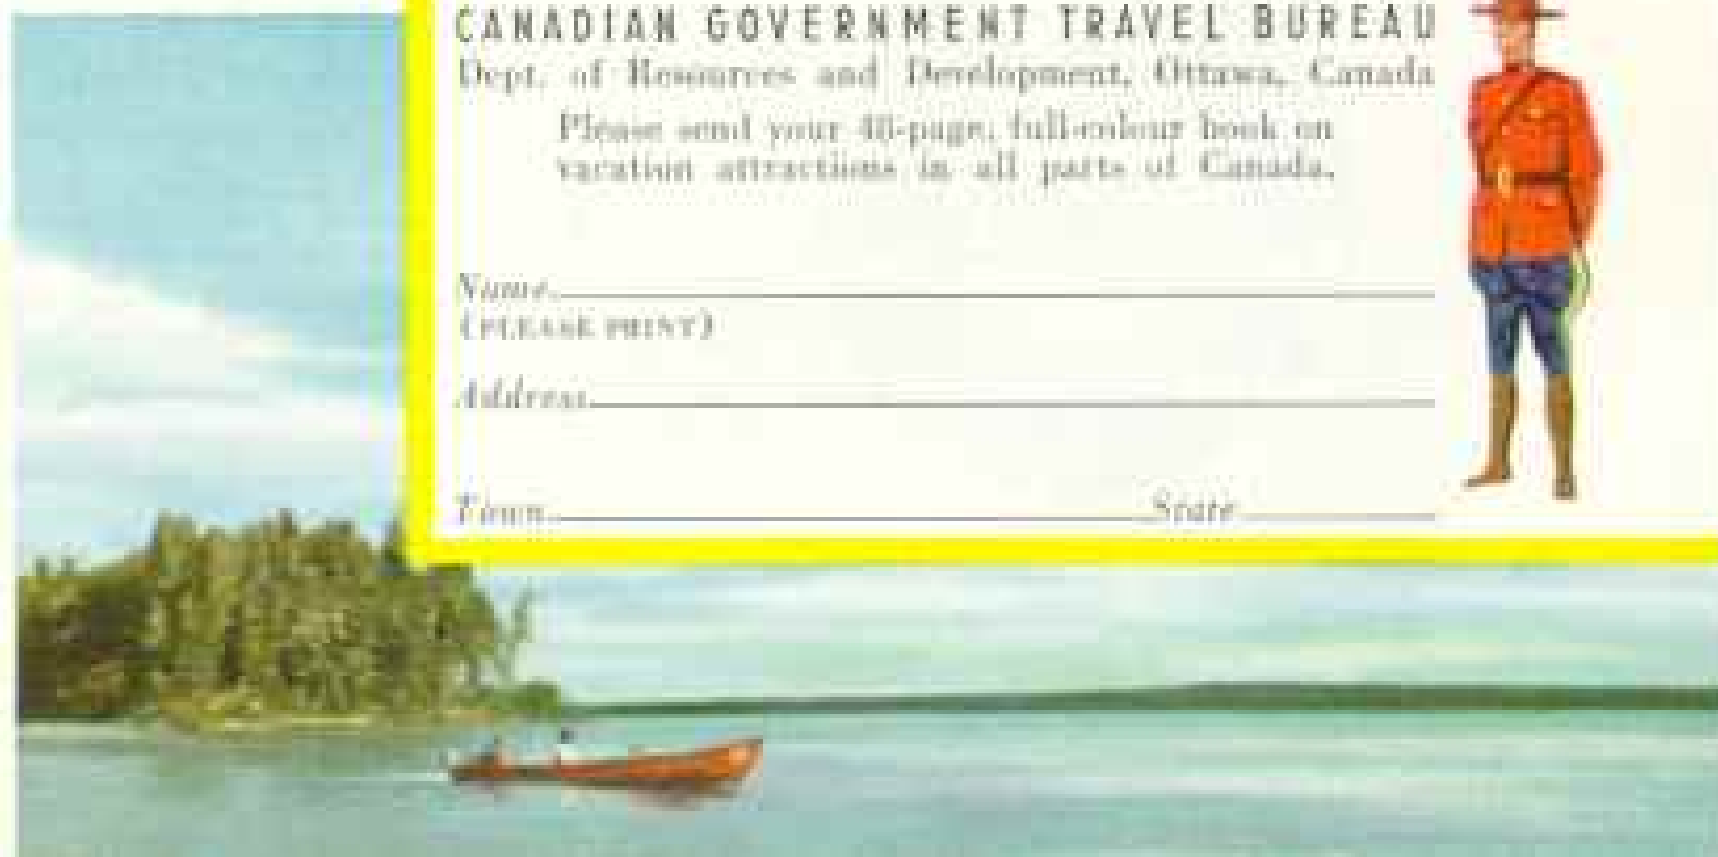 CANADIAN GOVERNMENT TRAVEL BUREAU
Dept. of Resources and Development, Ottawa, Canada
Please send your 48-page, full-colour book on
vacation attractions in all parts of Canada.
Name
(PLEASE PRINT)
Address
Town State